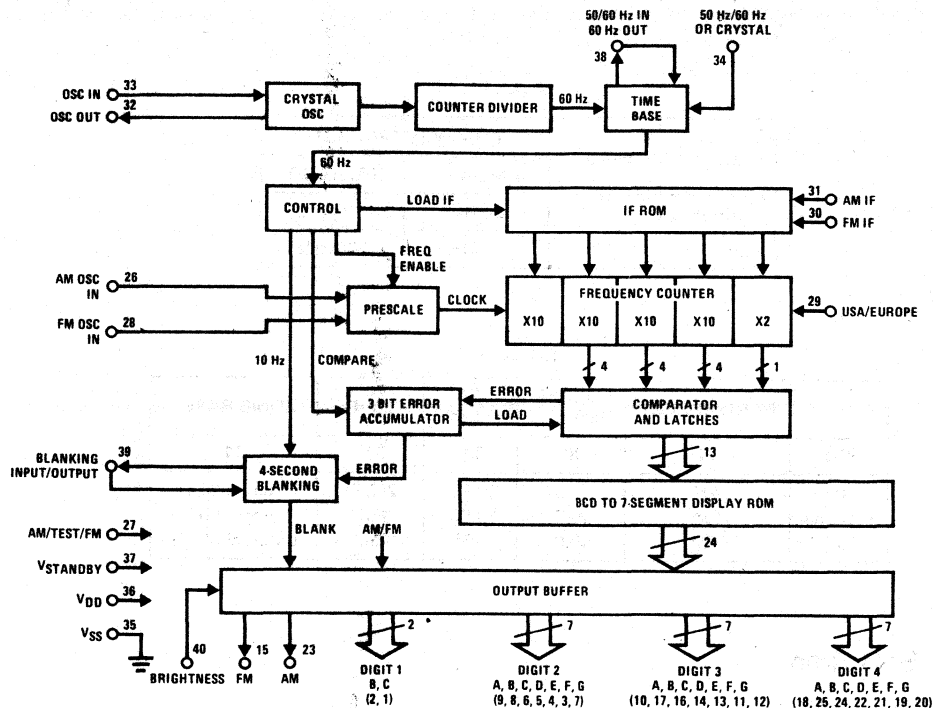 50/60 Hz IN
60 Hz OUT
38
50 Hz/60 Hz
OR CRYSTAL
34
OSC IN
33
OSC OUT
32
CRYSTAL
OSC
COUNTER DIVIDER
60 Hz
TIME
BASE
60 Hz
CONTROL
LOAD IF
IF ROM
31
AM IF
30
FM IF
FREQ
ENABLE
AM OSC
IN
26
FM OSC
IN
28
PRESCALE
CLOCK
FREQUENCY COUNTER
X10
X10
X10
X10
X2
29
USA/EUROPE
10 Hz
COMPARE
4
4
4
1
3 BIT ERROR
ACCUMULATOR
ERROR
LOAD
COMPARATOR
AND LATCHES
13
BLANKING
INPUT/OUTPUT
39
4-SECOND
BLANKING
ERROR
BCD TO 7-SEGMENT DISPLAY ROM
24
AM/TEST/FM
27
BLANK
AM/FM
VSTANDBY
37
VDD
36
VSS
35
OUTPUT BUFFER
40
BRIGHTNESS
15
FM
23
AM
2
DIGIT 1
B, C
(2, 1)
7
DIGIT 2
A, B, C, D, E, F, G
(9, 8, 6, 5, 4, 3, 7)
7
DIGIT 3
A, B, C, D, E, F, G
(10, 17, 16, 14, 13, 11, 12)
7
DIGIT 4
A, B, C, D, E, F, G
(18, 25, 24, 22, 21, 19, 20)